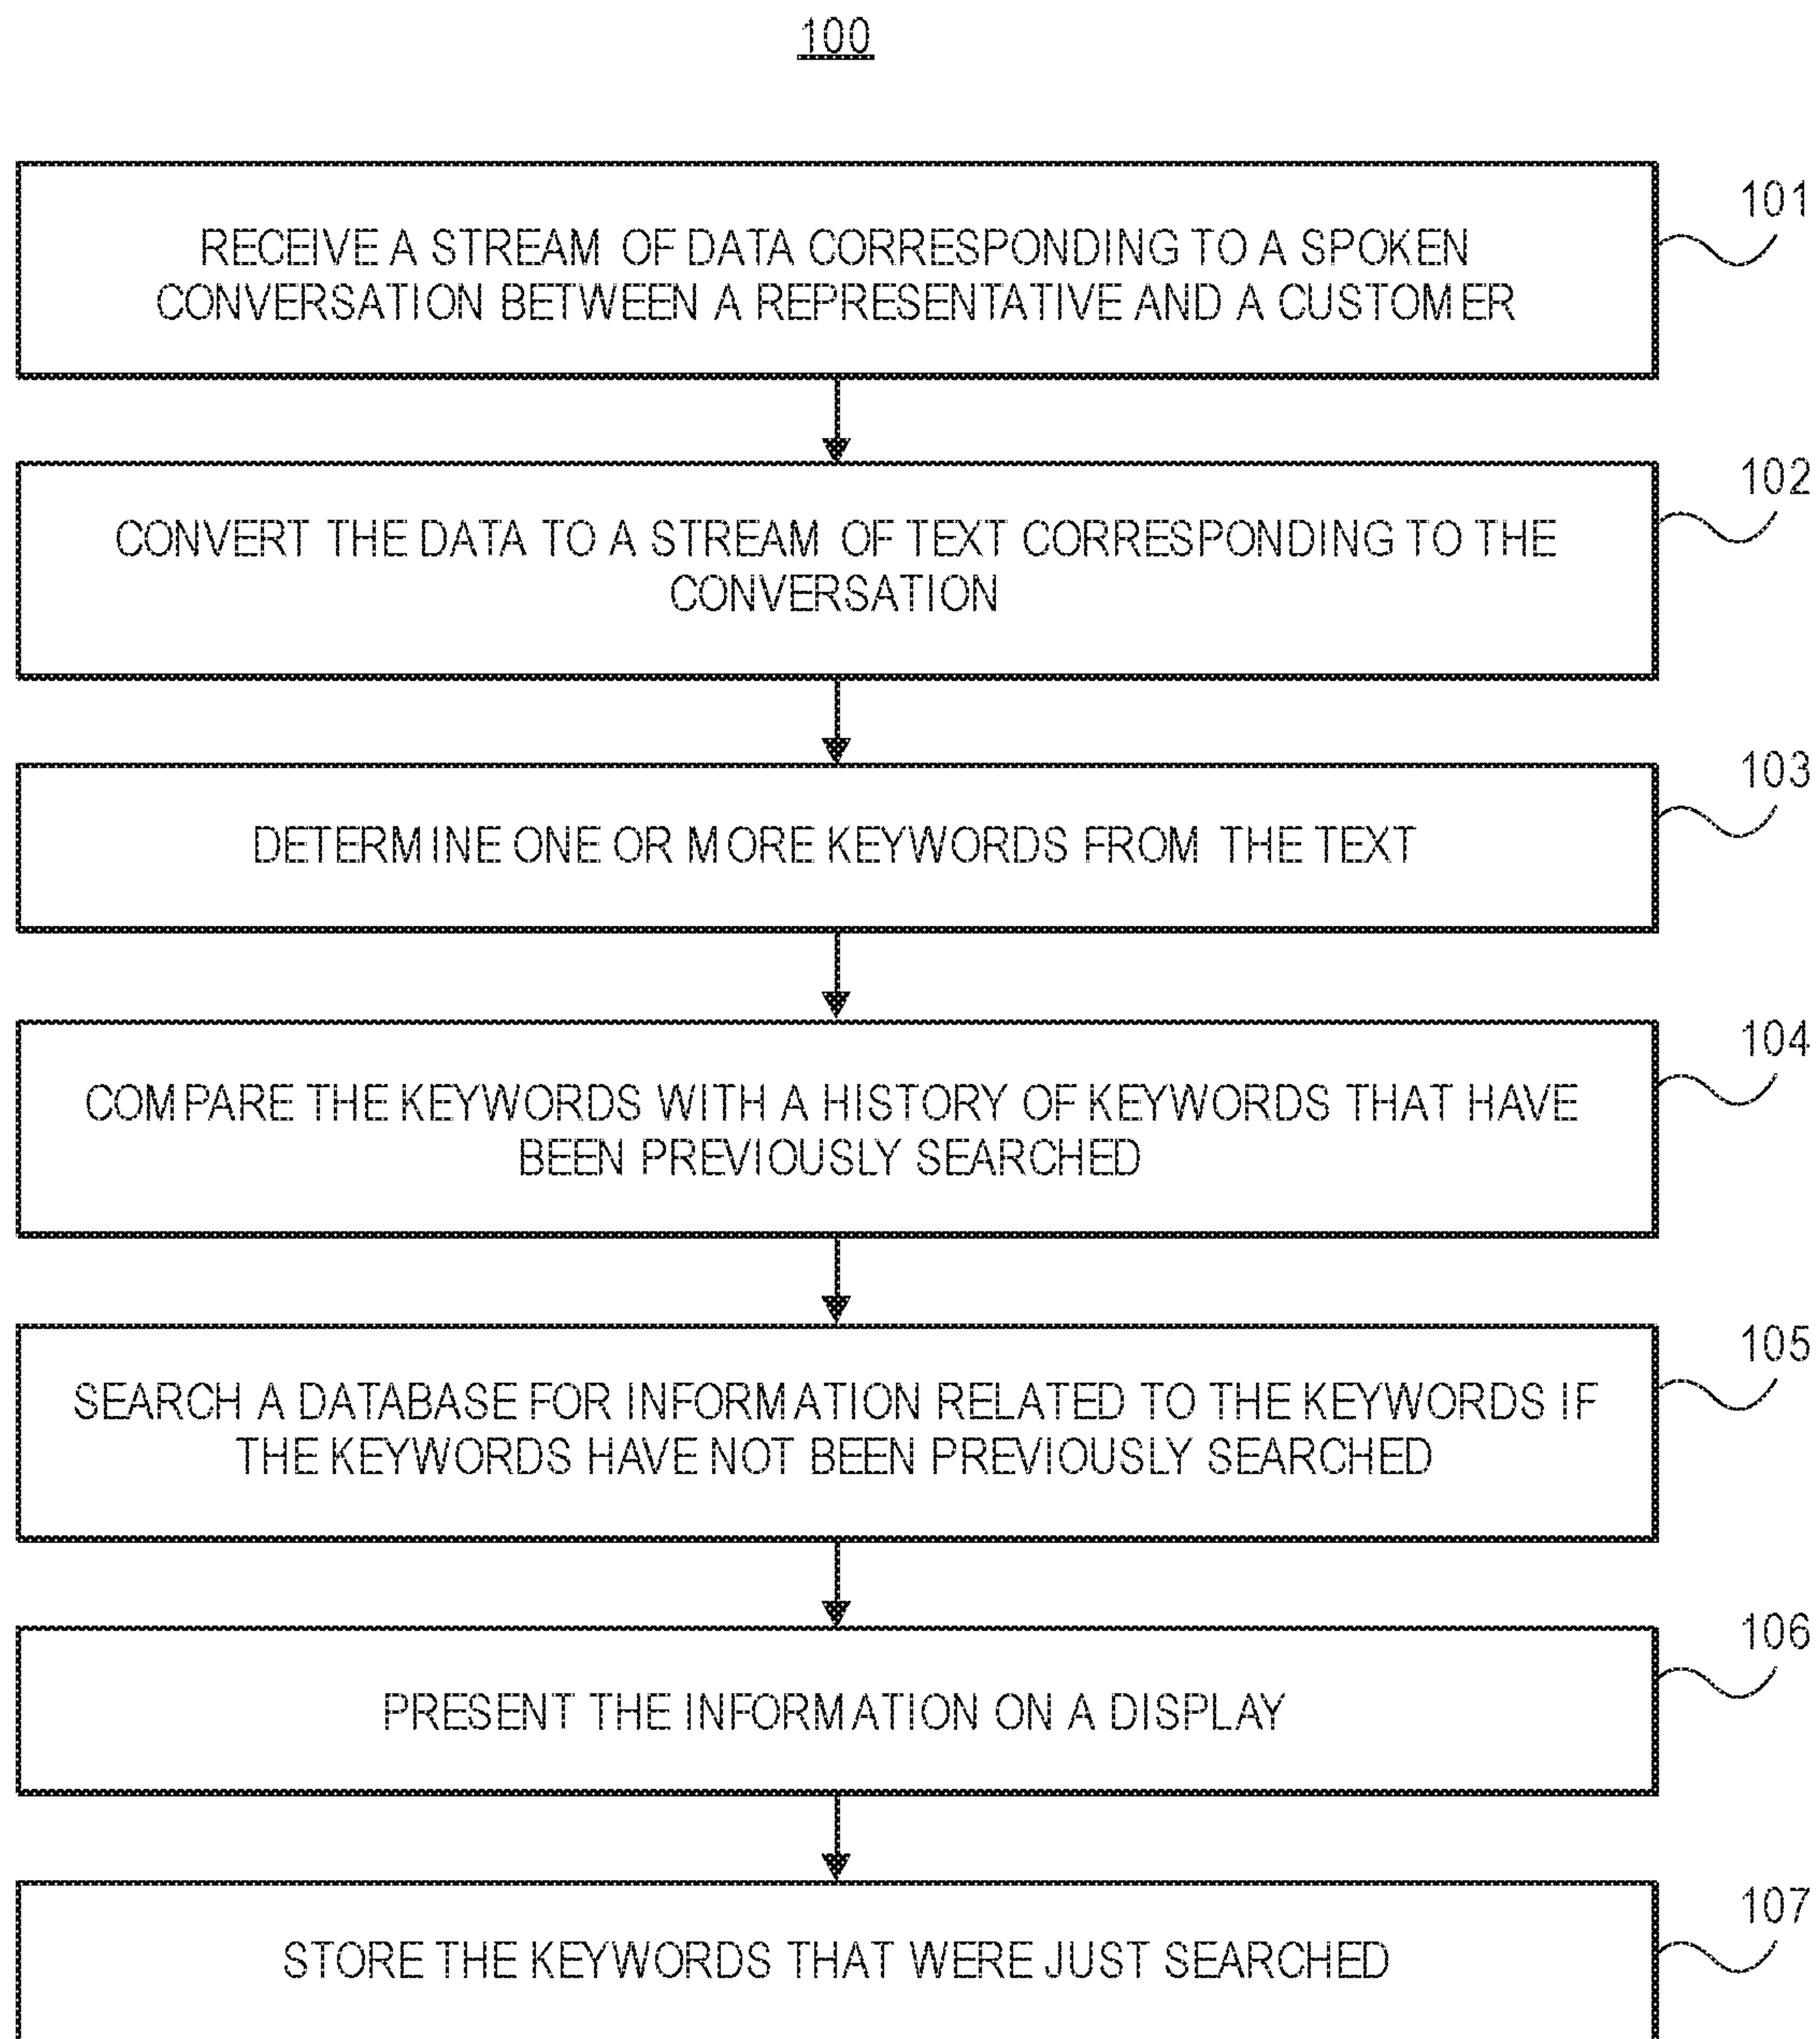 100
101
RECEIVE A STREAM OF DATA CORRESPONDING TO A SPOKEN
CONVERSATION BETWEEN A REPRESENTATIVE AND A CUSTOMER
102
CONVERT THE DATA TO A STREAM OF TEXT CORRESPONDING TO THE
CONVERSATION
103
DETERMINE ONE OR MORE KEYWORDS FROM THE TEXT
104
COMPARE THE KEYWORDS WITH A HISTORY OF KEYWORDS THAT HAVE
BEEN PREVIOUSLY SEARCHED
105
SEARCH A DATABASE FOR INFORMATION RELATED TO THE KEYWORDS IF
THE KEYWORDS HAVE NOT BEEN PREVIOUSLY SEARCHED
106
PRESENT THE INFORMATION ON A DISPLAY
107
STORE THE KEYWORDS THAT WERE JUST SEARCHED